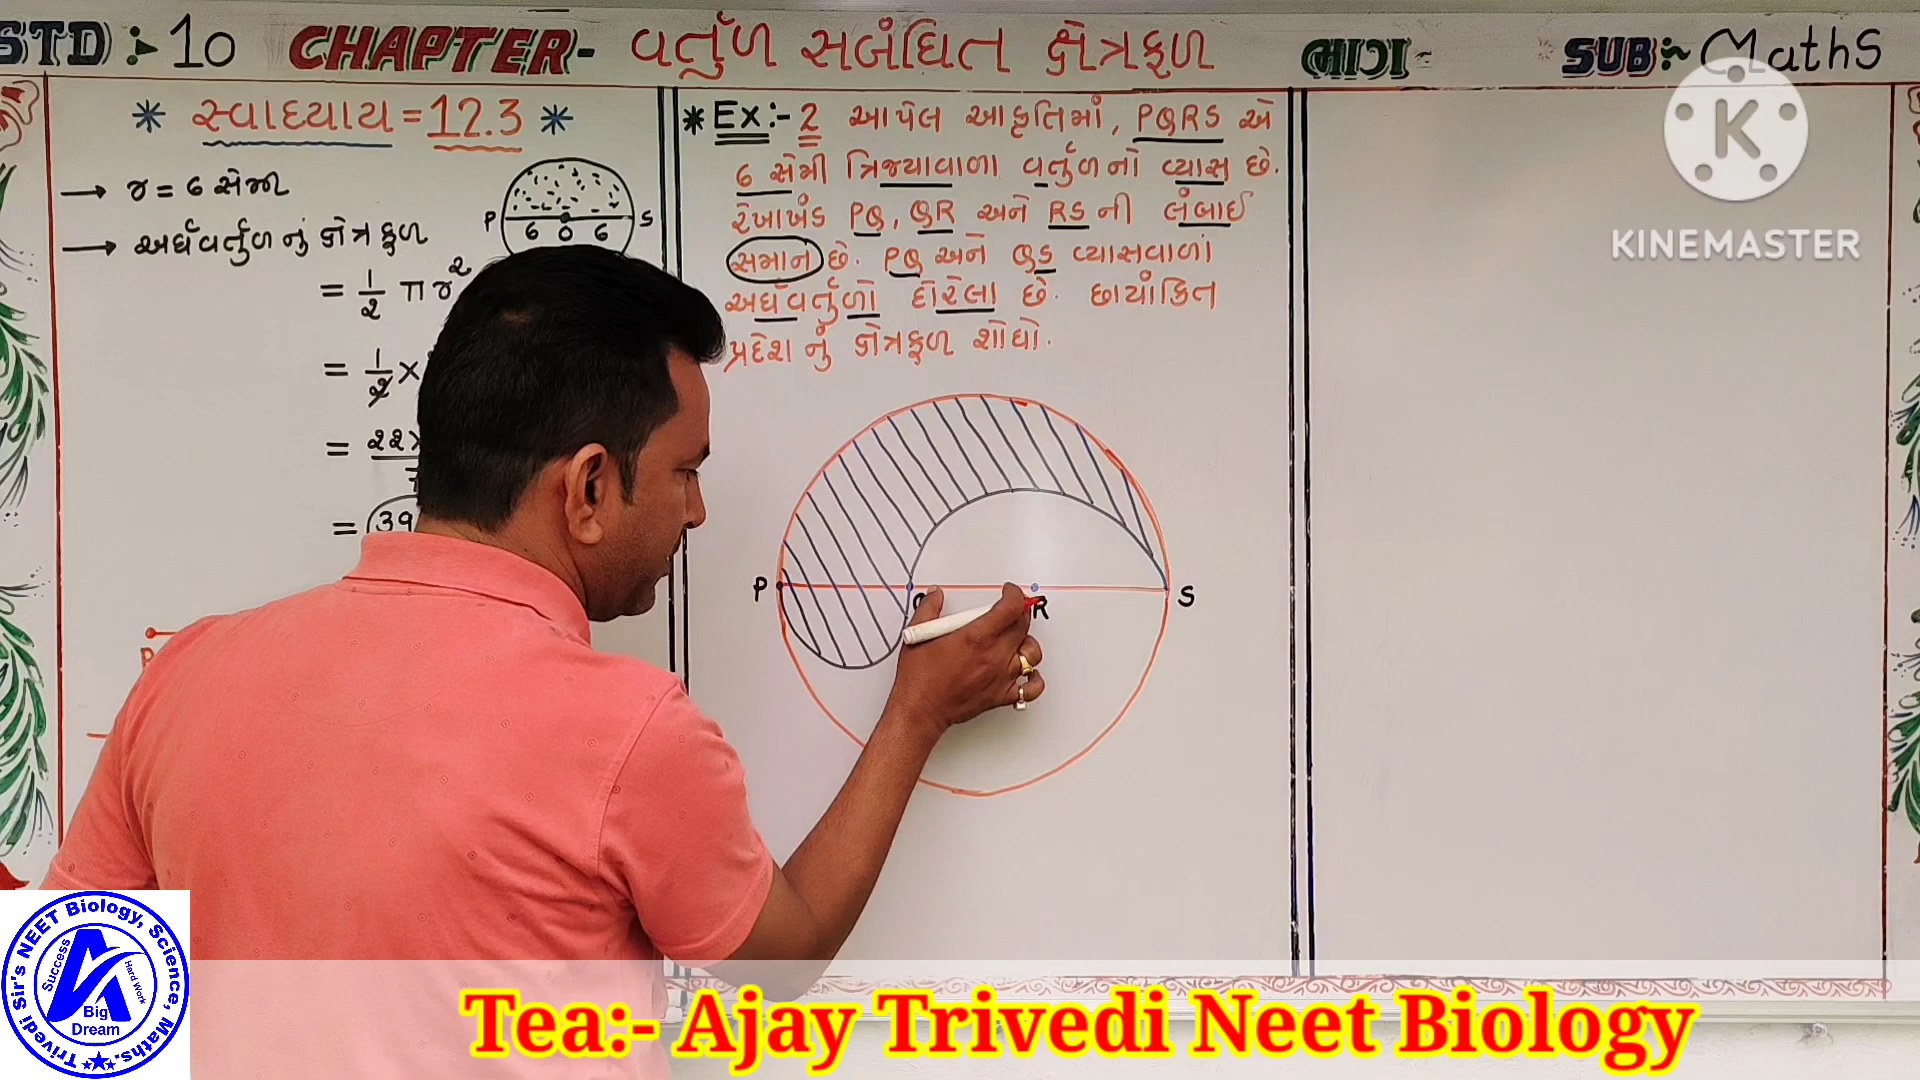 STD :- 10 CHAPTER- વર્તુળ સબંધિત ક્ષેત્રફળ ભાગ - SUB:- Maths
* સ્વાધ્યાય = 12.3 *
→ r = 6 સેમી
→ અર્ધવર્તુળ નું ક્ષેત્રફળ
= 1/2 π r²
= 1/2 ×
= 22×
= 39
P 6 O 6 S
* Ex:- 2 આપેલ આકૃતિમાં, PQRS એ
6 સેમી ત્રિજ્યાવાળા વર્તુળનો વ્યાસ છે.
રેખાખંડ PQ, QR અને RS ની લંબાઈ
સમાન છે. PQ અને QS વ્યાસવાળાં
અર્ધવર્તુળો દોરેલા છે. છાયાંકિત
પ્રદેશ નું ક્ષેત્રફળ શોધો.
P R S
KINEMASTER
Trivedi Sir's NEET Biology, Science, Maths.
Success
Hard Work
Big
Dream
Tea:- Ajay Trivedi Neet Biology